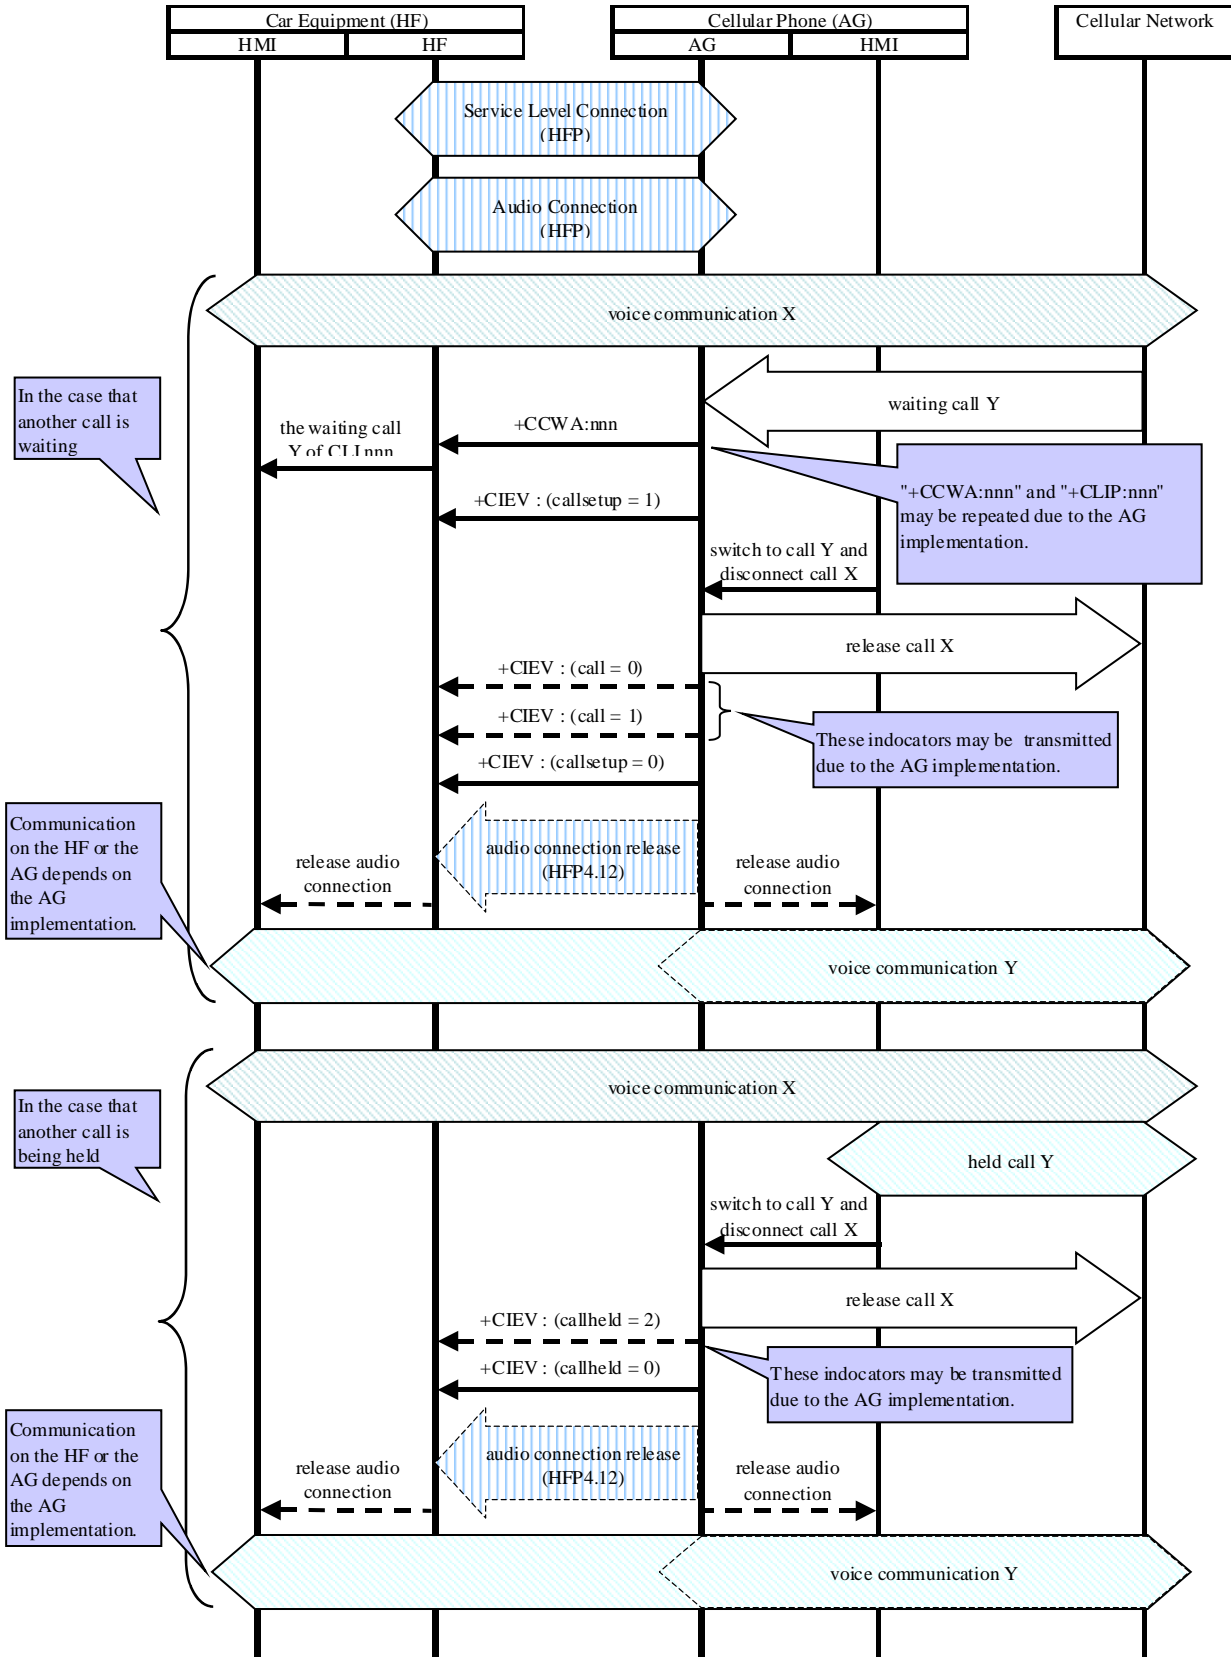 Car Equipment (HF)
Cellular Phone (AG)
Cellular Network
HMI
HF
AG
HMI
Service Level Connection
(HFP)
Audio Connection
(HFP)
voice communication X
In the case that
another call is
waiting
waiting call Y
+CCWA:nnn
the waiting call
Y of CLI nnn
"+CCWA:nnn" and "+CLIP:nnn"
may be repeated due to the AG
implementation.
+CIEV : (callsetup = 1)
switch to call Y and
disconnect call X
release call X
+CIEV : (call = 0)
+CIEV : (call = 1)
These indocators may be transmitted
due to the AG implementation.
+CIEV : (callsetup = 0)
Communication
on the HF or the
AG depends on
the AG
implementation.
audio connection release
(HFP4.12)
release audio
connection
release audio
connection
voice communication Y
voice communication X
In the case that
another call is
being held
held call Y
switch to call Y and
disconnect call X
release call X
+CIEV : (callheld = 2)
+CIEV : (callheld = 0)
These indocators may be transmitted
due to the AG implementation.
Communication
on the HF or the
AG depends on
the AG
implementation.
audio connection release
(HFP4.12)
release audio
connection
release audio
connection
voice communication Y